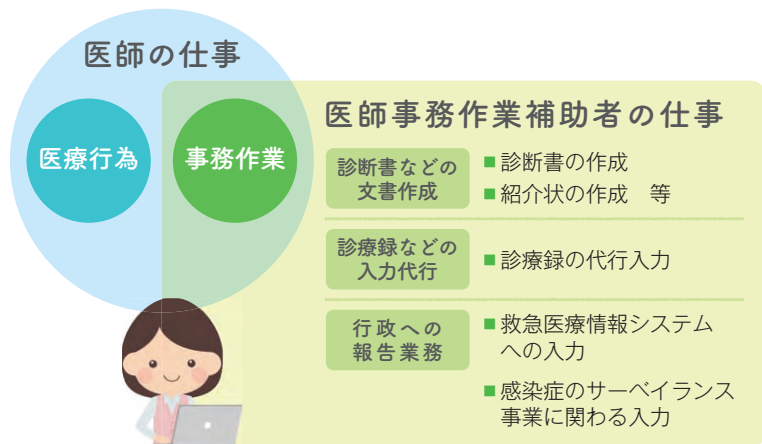 医師の仕事
医療行為
事務作業
医師事務作業補助者の仕事
診断書などの
文書作成
■診断書の作成
■紹介状の作成　等
診療録などの
入力代行
■診療録の代行入力
行政への
報告業務
■救急医療情報システム
への入力
■感染症のサーベイランス
事業に関わる入力